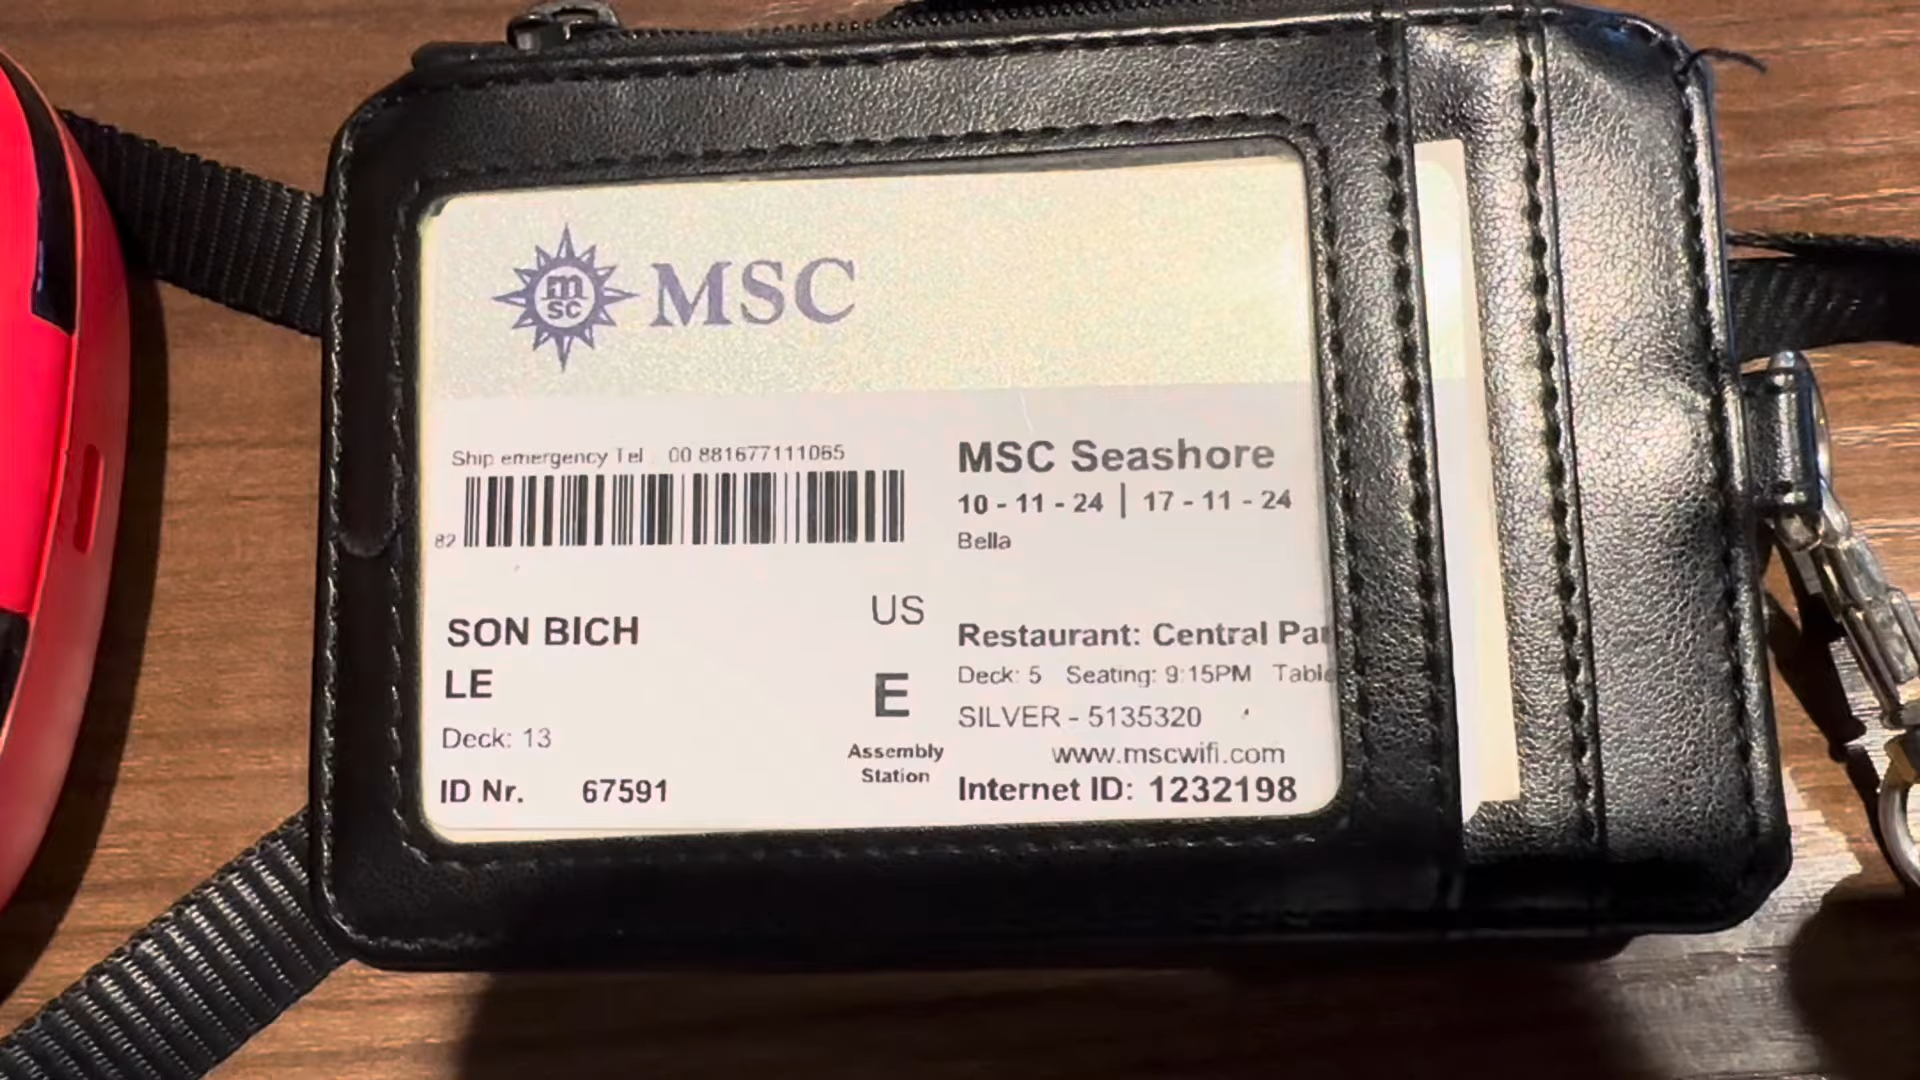 m
SC
MSC
Ship emergency Tel 00 881677111065
82
MSC Seashore
10 - 11 - 24 | 17 - 11 - 24
Bella
SON BICH
LE
Deck: 13
ID Nr. 67591
US
E
Assembly
Station
Restaurant: Central
Deck: 5 Seating: 9:15PM Table
SILVER - 5135320
www.mscwifi.com
Internet ID: 1232198